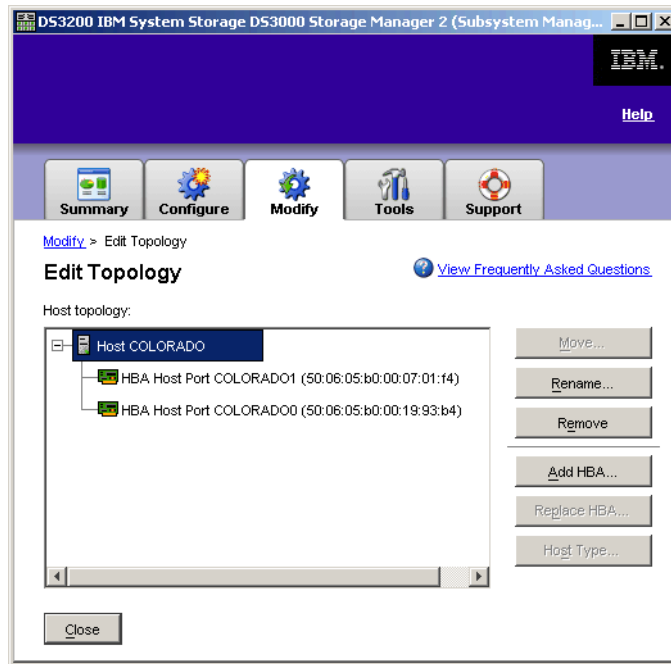 DS3200 IBM System Storage DS3000 Storage Manager 2 (Subsystem Manag...
IBM.
Help
Summary
Configure
Modify
Tools
Support
Modify > Edit Topology
Edit Topology
View Frequently Asked Questions
Host topology:
Host COLORADO
Move...
HBA Host Port COLORADO1 (50:06:05:b0:00:07:01:f4)
Rename...
HBA Host Port COLORADO0 (50:06:05:b0:00:19:93:b4)
Remove
Add HBA...
Replace HBA...
Host Type...
Close